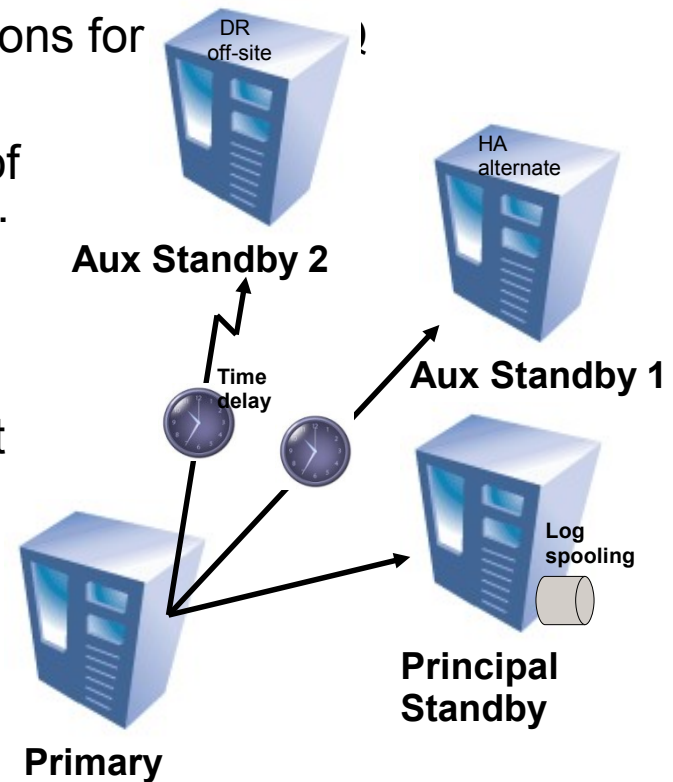 ons for
DR
off-site
of
.
HA
alternate
Aux Standby 2
Time
delay
Aux Standby 1
t
Log
spooling
Principal
Standby
Primary